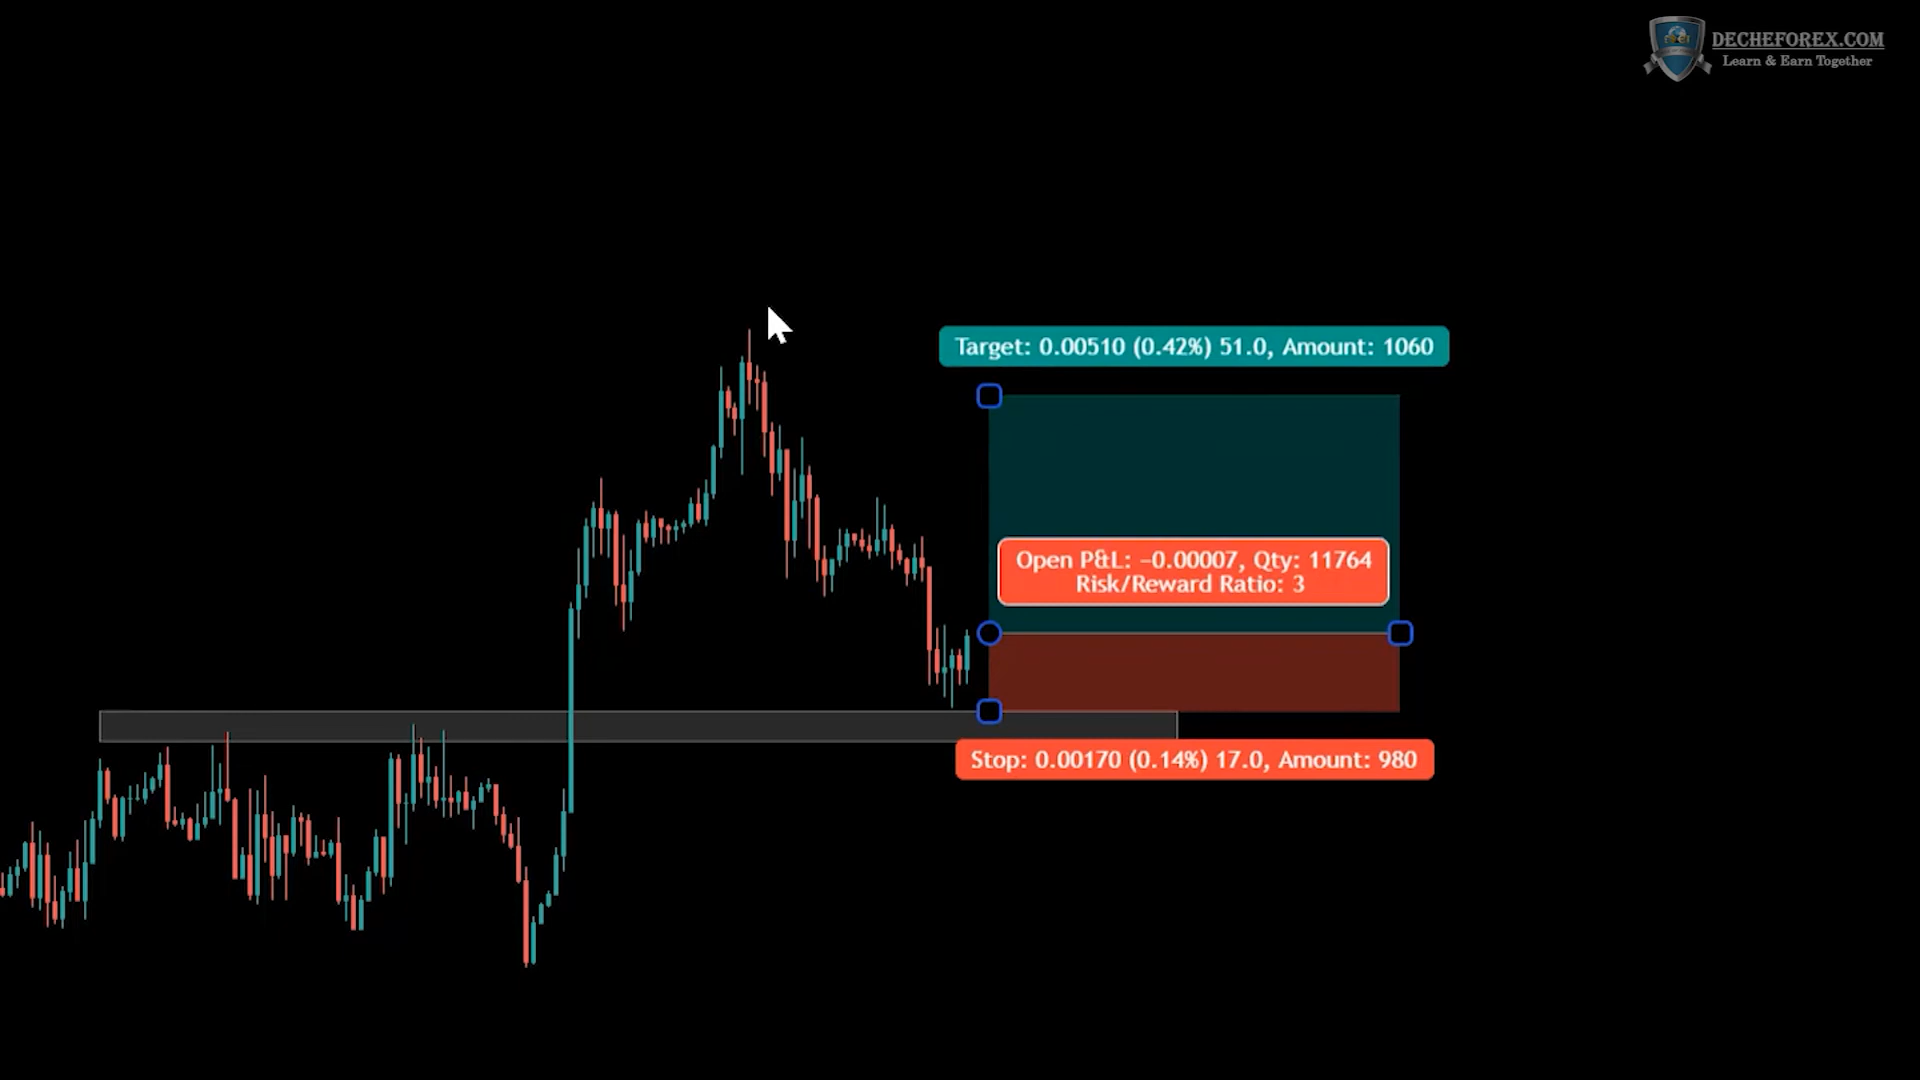 DECHEFOREX.COM
Learn & Earn Together
Target: 0.00510 (0.42%) 51.0, Amount: 1060
Open P&L: −0.00007, Qty: 11764
Risk/Reward Ratio: 3
Stop: 0.00170 (0.14%) 17.0, Amount: 980